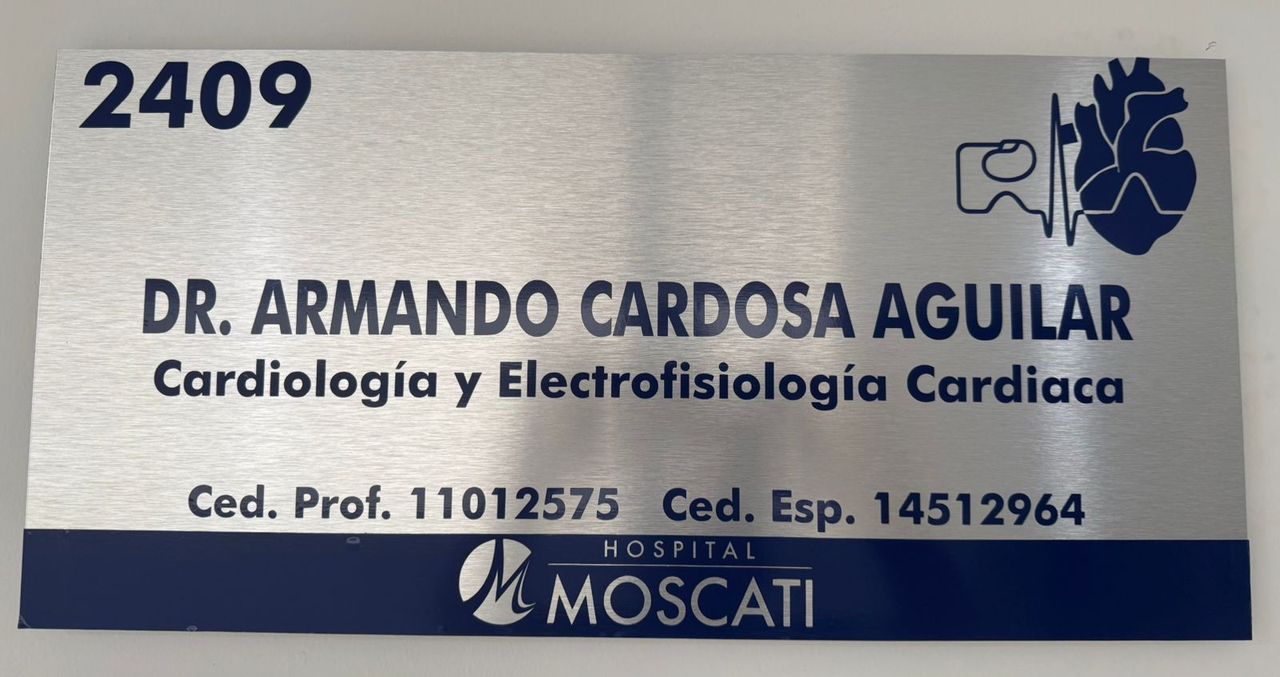 2409
DR. ARMANDO CARDOSA AGUILAR
Cardiología y Electrofisiología Cardiaca
Ced. Prof. 11012575 Ced. Esp. 14512964
HOSPITAL
MOSCATI